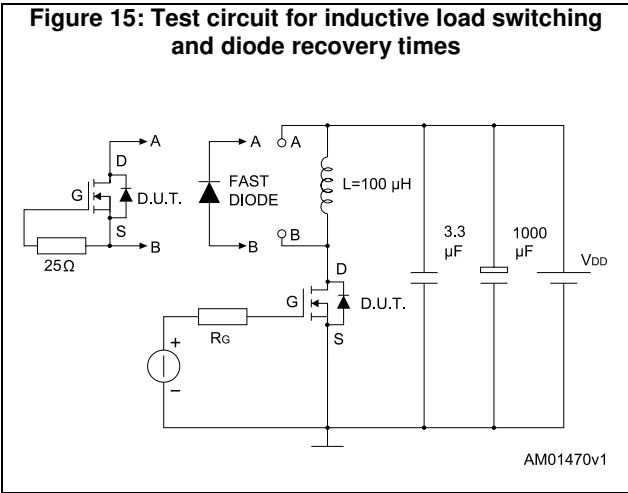 Figure 15: Test circuit for inductive load switching
and diode recovery times
A
D
G
D.U.T.
S
B
25Ω
A
FAST
DIODE
B
A
L=100 µH
B
D
G
D.U.T.
S
RG
+
-
3.3
µF
1000
µF
VDD
AM01470v1